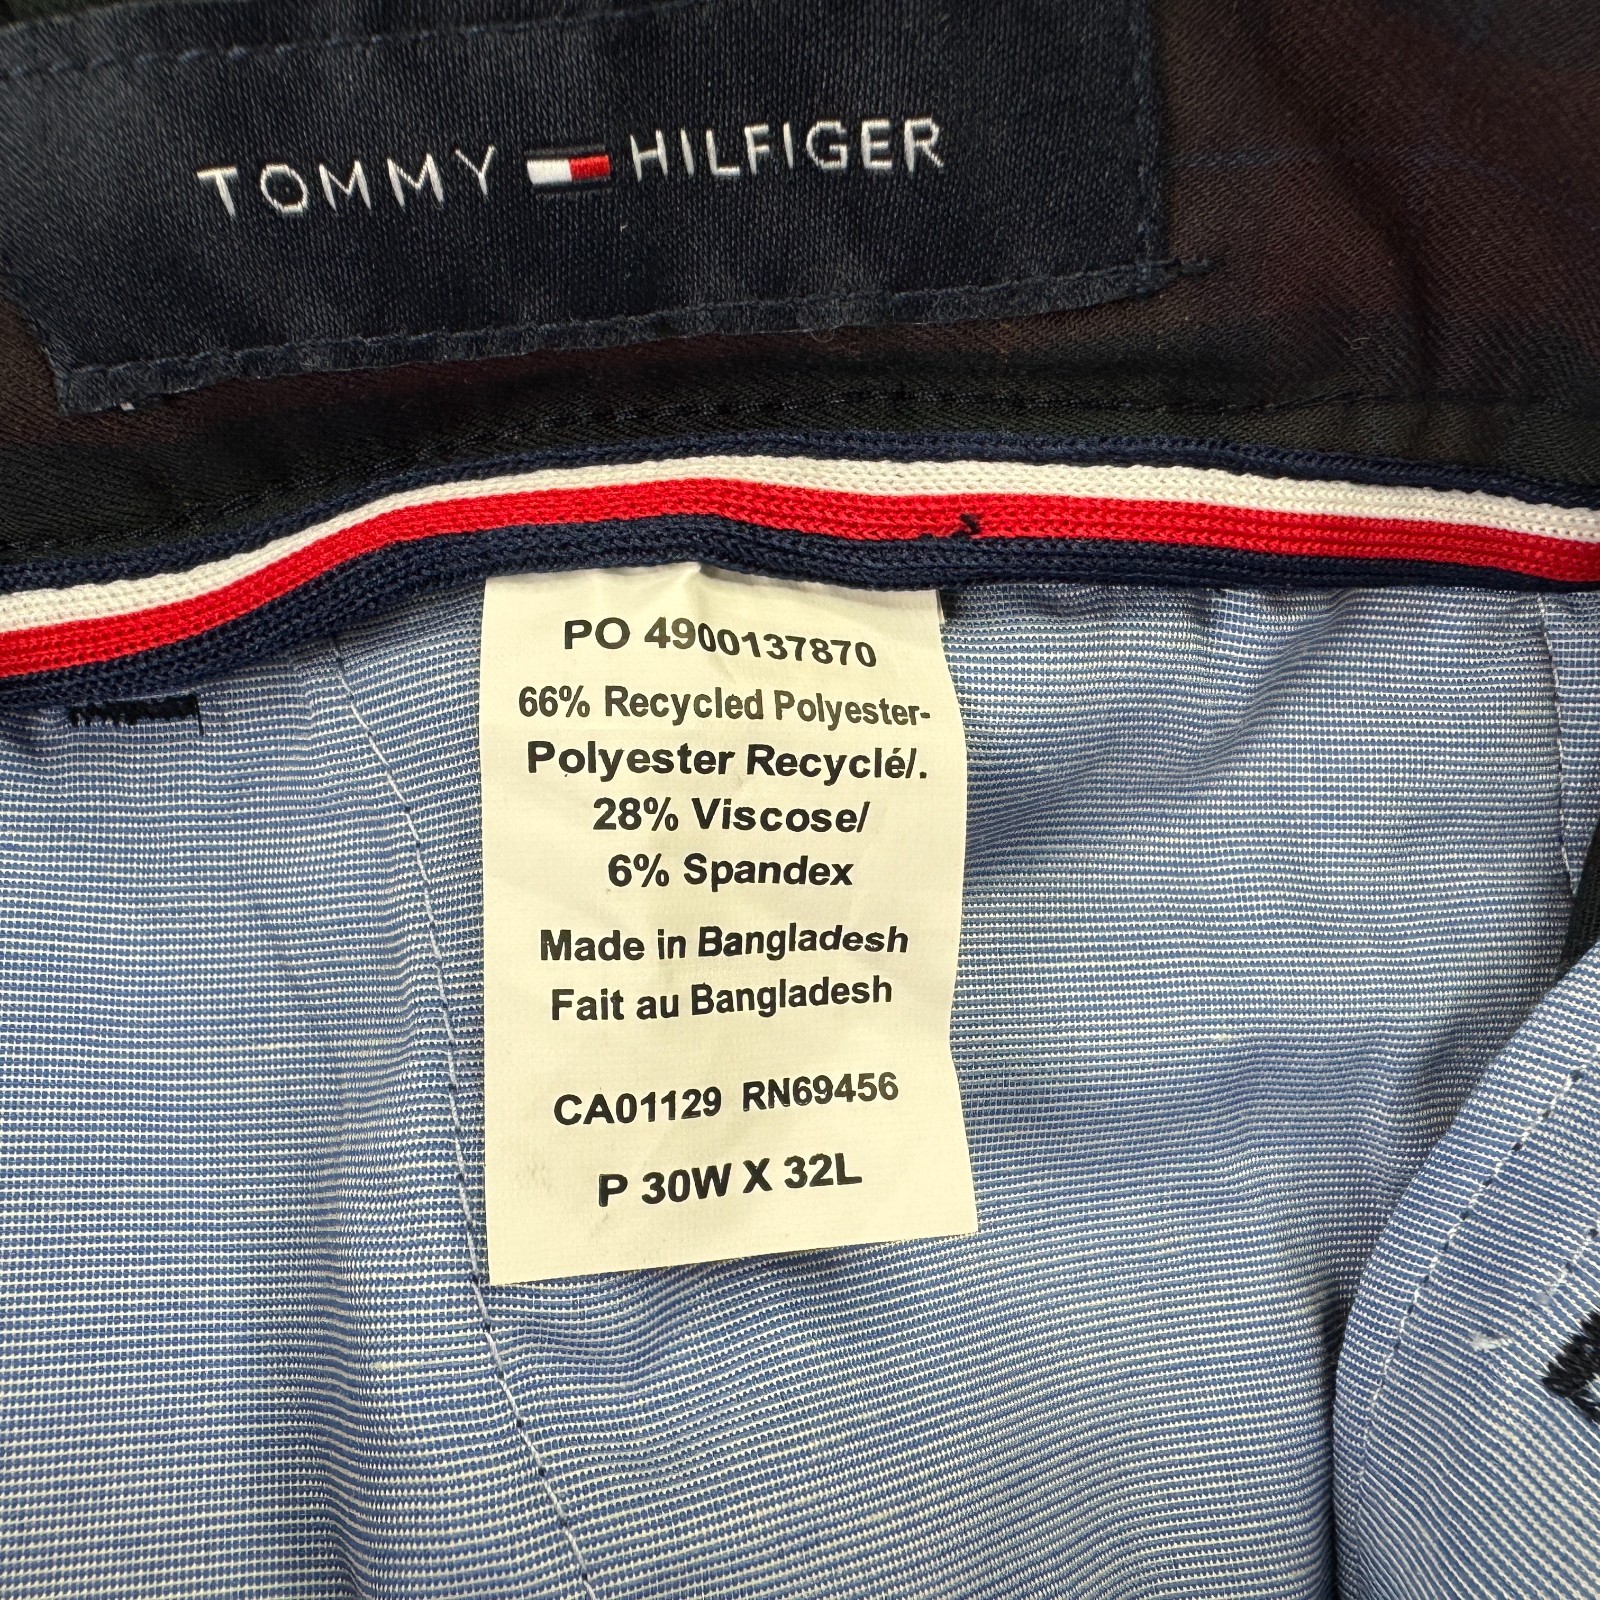 TOMMY HILFIGER
PO 4900137870
66% Recycled Polyester-
Polyester Recyclé/.
28% Viscose/
6% Spandex
Made in Bangladesh
Fait au Bangladesh
CA01129 RN69456
P 30W X 32L